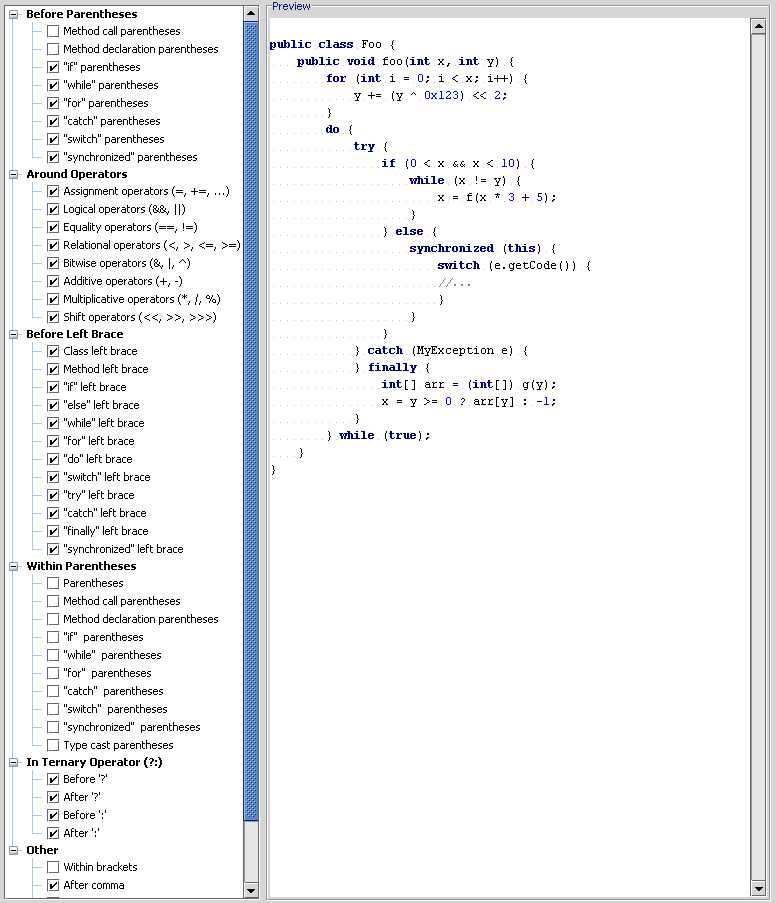 Before Parentheses
Method call parentheses
Method declaration parentheses
"if" parentheses
"while" parentheses
"for" parentheses
"catch" parentheses
"switch" parentheses
"synchronized" parentheses
Around Operators
Assignment operators (=, +=, ...)
Logical operators (&&, ||)
Equality operators (==, !=)
Relational operators (<, >, <=, >=)
Bitwise operators (&, |, ^)
Additive operators (+, -)
Multiplicative operators (*, /, %)
Shift operators (<<, >>, >>>)
Before Left Brace
Class left brace
Method left brace
"if" left brace
"else" left brace
"while" left brace
"for" left brace
"do" left brace
"switch" left brace
"try" left brace
"catch" left brace
"finally" left brace
"synchronized" left brace
Within Parentheses
Parentheses
Method call parentheses
Method declaration parentheses
"if"  parentheses
"while"  parentheses
"for"  parentheses
"catch"  parentheses
"switch"  parentheses
"synchronized"  parentheses
Type cast parentheses
In Ternary Operator (?:)
Before '?'
After '?'
Before ':'
After ':'
Other
Within brackets
After comma
Preview
public class Foo {
    public void foo(int x, int y) {
        for (int i = 0; i < x; i++) {
            y += (y ^ 0x123) << 2;
        }
        do {
            try {
                if (0 < x && x < 10) {
                    while (x != y) {
                        x = f(x * 3 + 5);
                    }
                } else {
                    synchronized (this) {
                        switch (e.getCode()) {
                        //...
                        }
                    }
                }
            } catch (MyException e) {
            } finally {
                int[] arr = (int[]) g(y);
                x = y >= 0 ? arr[y] : -1;
            }
        } while (true);
    }
}